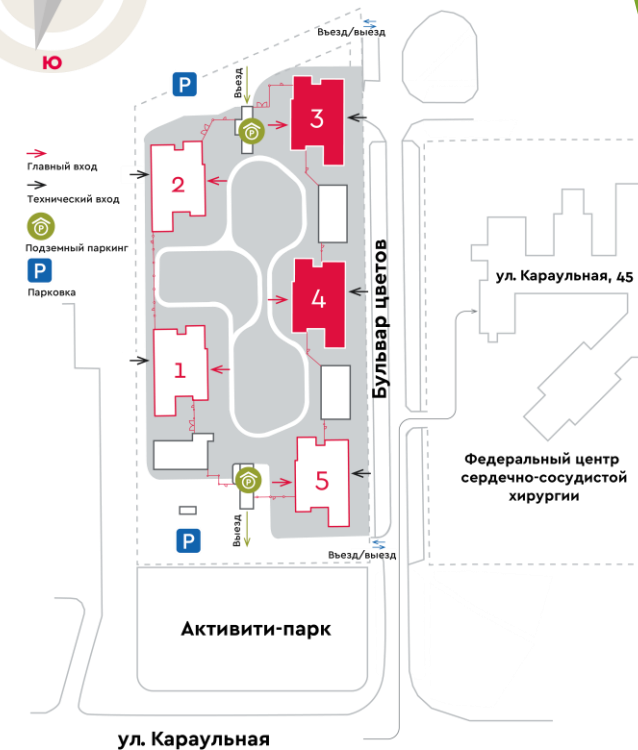 Ю
Въезд/выезд
P
Въезд
3
P
2
Главный вход
Технический вход
P
Подземный паркинг
P
Парковка
4
Бульвар цветов
ул. Караульная, 45
1
Федеральный центр
сердечно-сосудистой
хирургии
5
P
P
Выезд
Въезд/выезд
Активити-парк
ул. Караульная